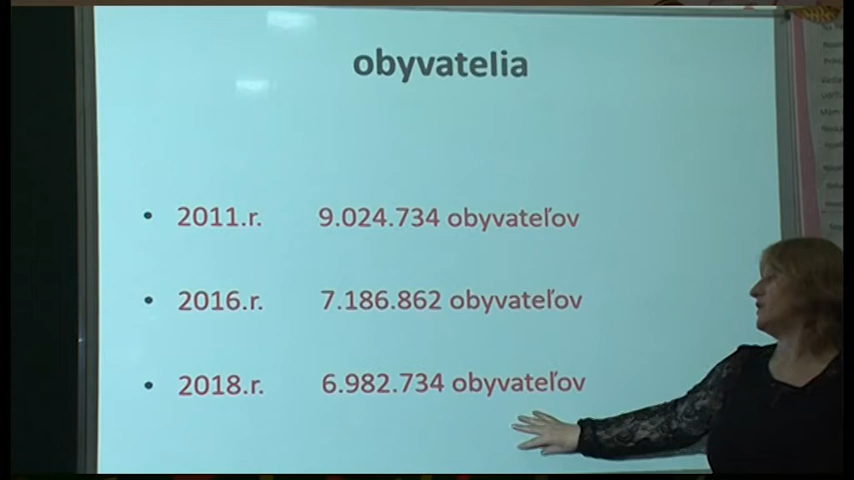 obyvatelia
• 2011.r. 9.024.734 obyvateľov
• 2016.r. 7.186.862 obyvateľov
• 2018.r. 6.982.734 obyvateľov